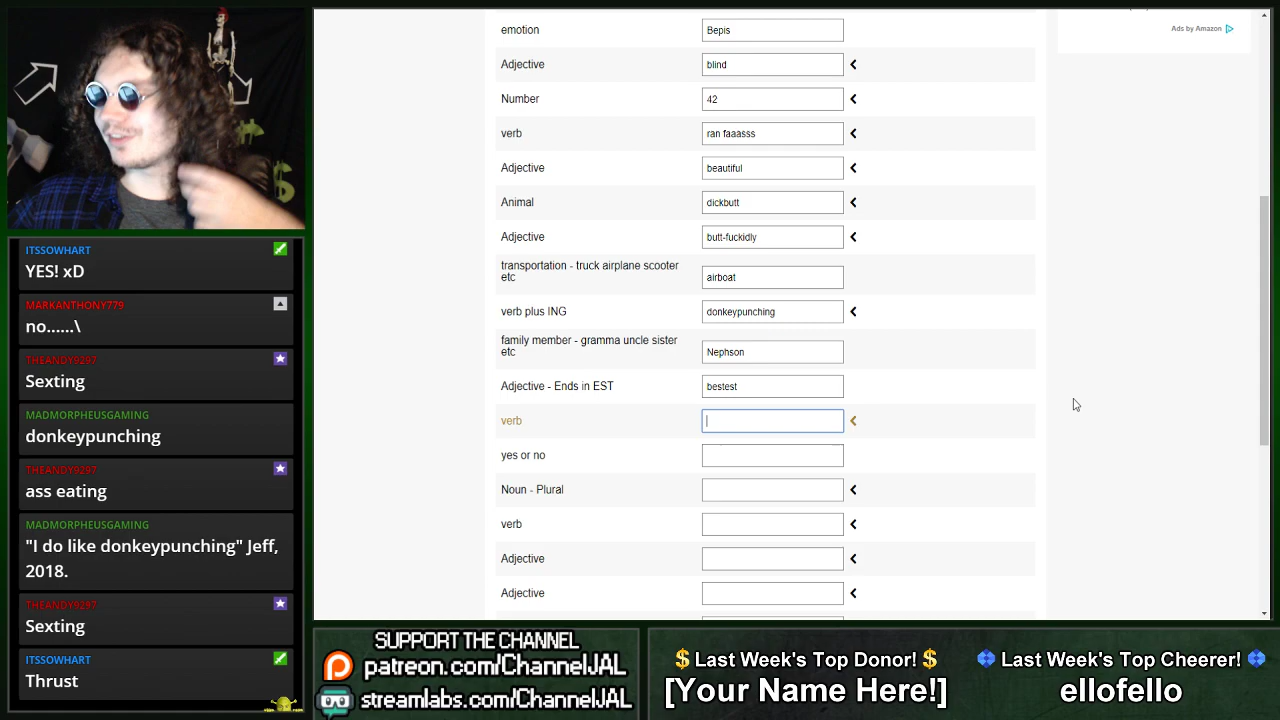 ITSSOWHART
YES! xD
MARKANTHONY779
no......\
THEANDY9297
Sexting
MADMORPHEUSGAMING
donkeypunching
THEANDY9297
ass eating
MADMORPHEUSGAMING
"I do like donkeypunching" Jeff,
2018.
THEANDY9297
Sexting
ITSSOWHART
Thrust
emotion Bepis
Adjective blind
Number 42
verb ran faaasss
Adjective beautiful
Animal dickbutt
Adjective butt-fuckidly
transportation - truck airplane scooter
etc airboat
verb plus ING donkeypunching
family member - gramma uncle sister
etc Nephson
Adjective - Ends in EST bestest
verb
yes or no
Noun - Plural
verb
Adjective
Adjective
Ads by Amazon
SUPPORT THE CHANNEL
patreon.com/ChannelJAL
streamlabs.com/ChannelJAL
$ Last Week's Top Donor! $
[Your Name Here!]
Last Week's Top Cheerer!
ellofello